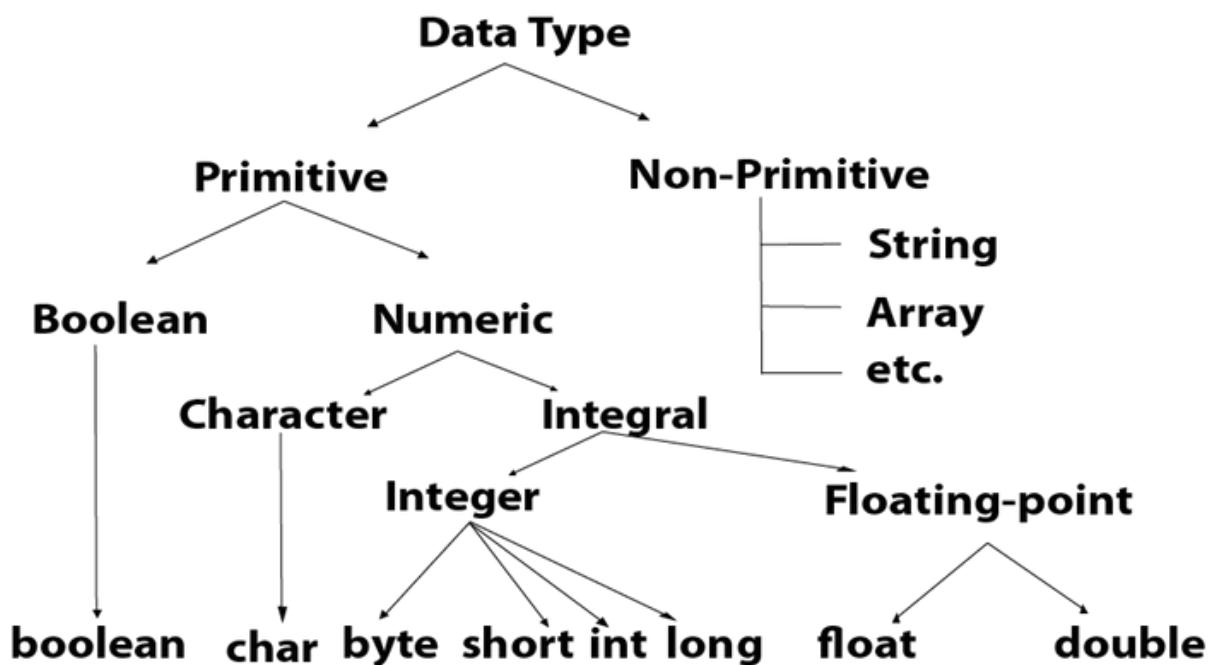 Data Type
Primitive
Non-Primitive
String
Array
etc.
Boolean
Numeric
Character
Integral
Integer
Floating-point
boolean
char
byte
short
int
long
float
double